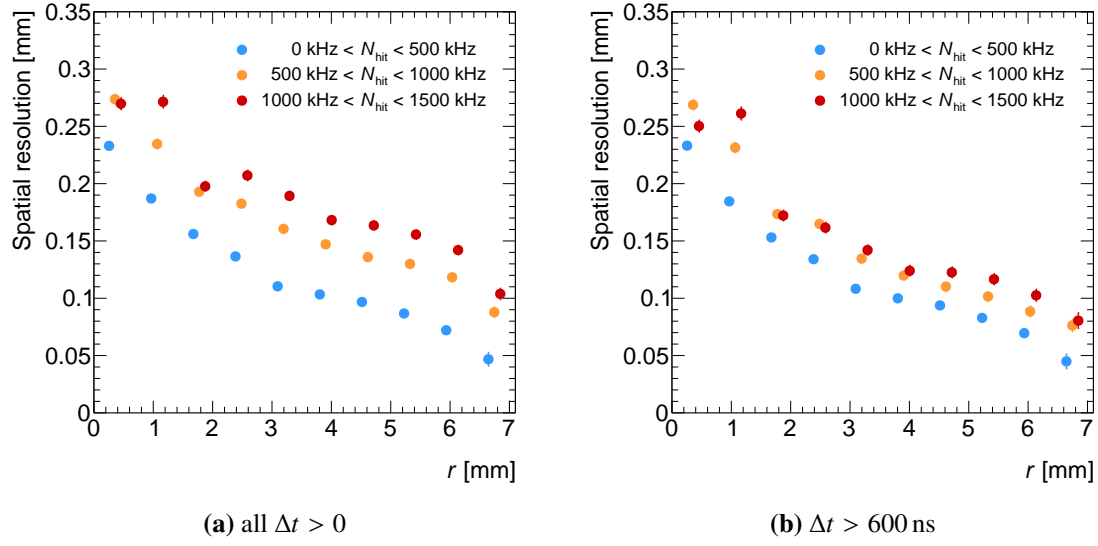 Spatial resolution [mm]
0.35
0.3
0.25
0.2
0.15
0.1
0.05
0
0 kHz < N_hit < 500 kHz
500 kHz < N_hit < 1000 kHz
1000 kHz < N_hit < 1500 kHz
0 1 2 3 4 5 6 7
r [mm]
(a) all Δt > 0
Spatial resolution [mm]
0.35
0.3
0.25
0.2
0.15
0.1
0.05
0
0 kHz < N_hit < 500 kHz
500 kHz < N_hit < 1000 kHz
1000 kHz < N_hit < 1500 kHz
0 1 2 3 4 5 6 7
r [mm]
(b) Δt > 600 ns